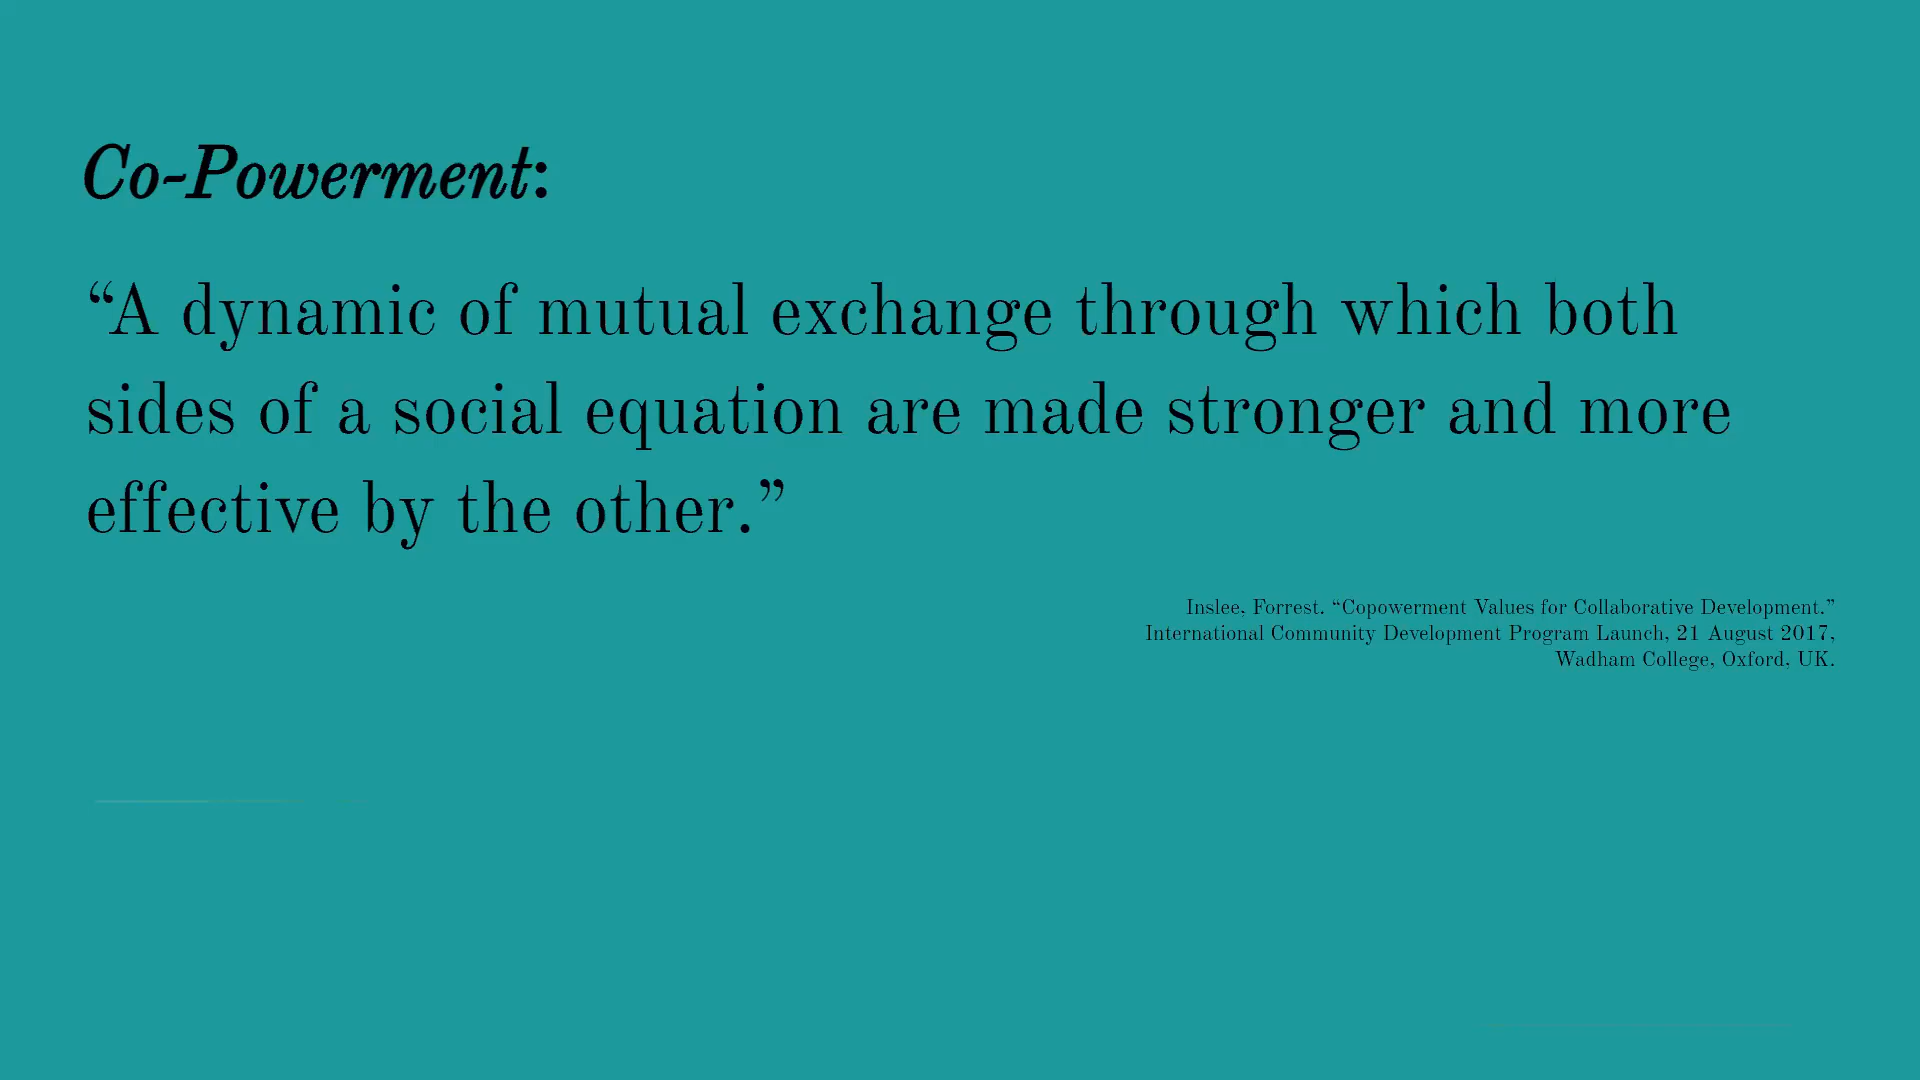 Co-Powerment:
“A dynamic of mutual exchange through which both
sides of a social equation are made stronger and more
effective by the other.”
Inslee, Forrest. “Copowerment Values for Collaborative Development.”
International Community Development Program Launch, 21 August 2017,
Wadham College, Oxford, UK.